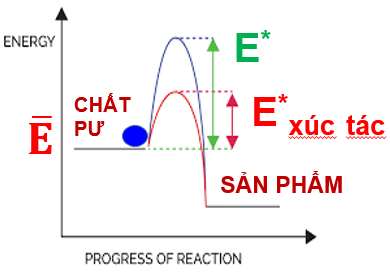 ENERGY
E*
CHẤT
PƯ
E*xúc tác
Ē
SẢN PHẨM
PROGRESS OF REACTION